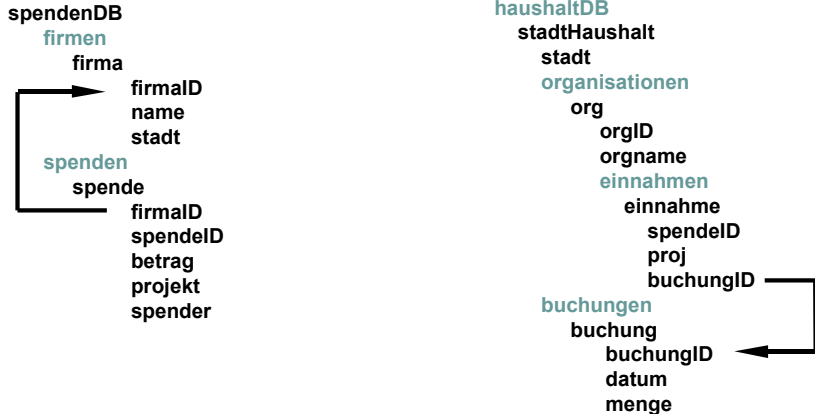 spendenDB
firmen
firma
firmaID
name
stadt
spenden
spende
firmaID
spendeID
betrag
projekt
spender
haushaltDB
stadtHaushalt
stadt
organisationen
org
orgID
orgname
einnahmen
einnahme
spendeID
proj
buchungID
buchungen
buchung
buchungID
datum
menge